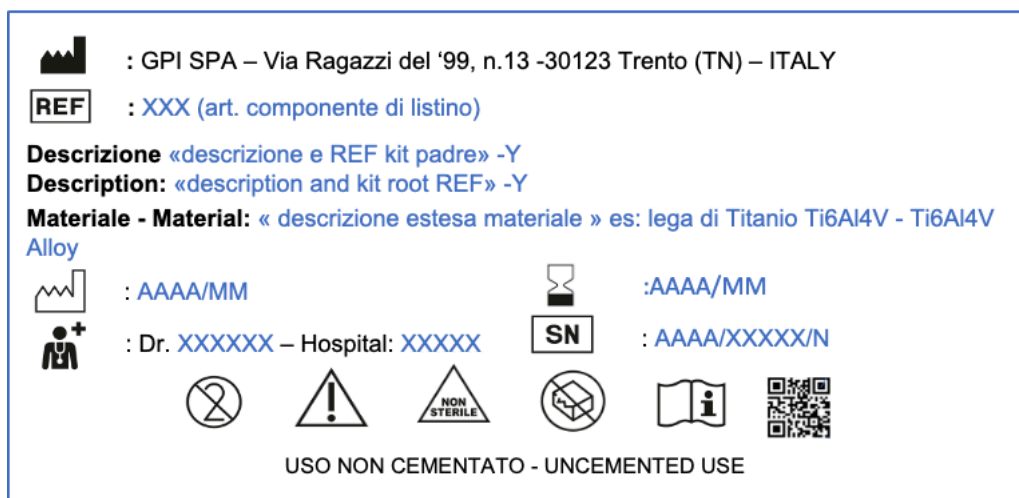 : GPI SPA – Via Ragazzi del ‘99, n.13 -30123 Trento (TN) – ITALY
REF : XXX (art. componente di listino)
Descrizione «descrizione e REF kit padre» -Y
Description: «description and kit root REF» -Y
Materiale - Material: « descrizione estesa materiale » es: lega di Titanio Ti6Al4V - Ti6Al4V
Alloy
: AAAA/MM :AAAA/MM
: Dr. XXXXXX – Hospital: XXXXX SN : AAAA/XXXXX/N
2 NON STERILE i
USO NON CEMENTATO - UNCEMENTED USE